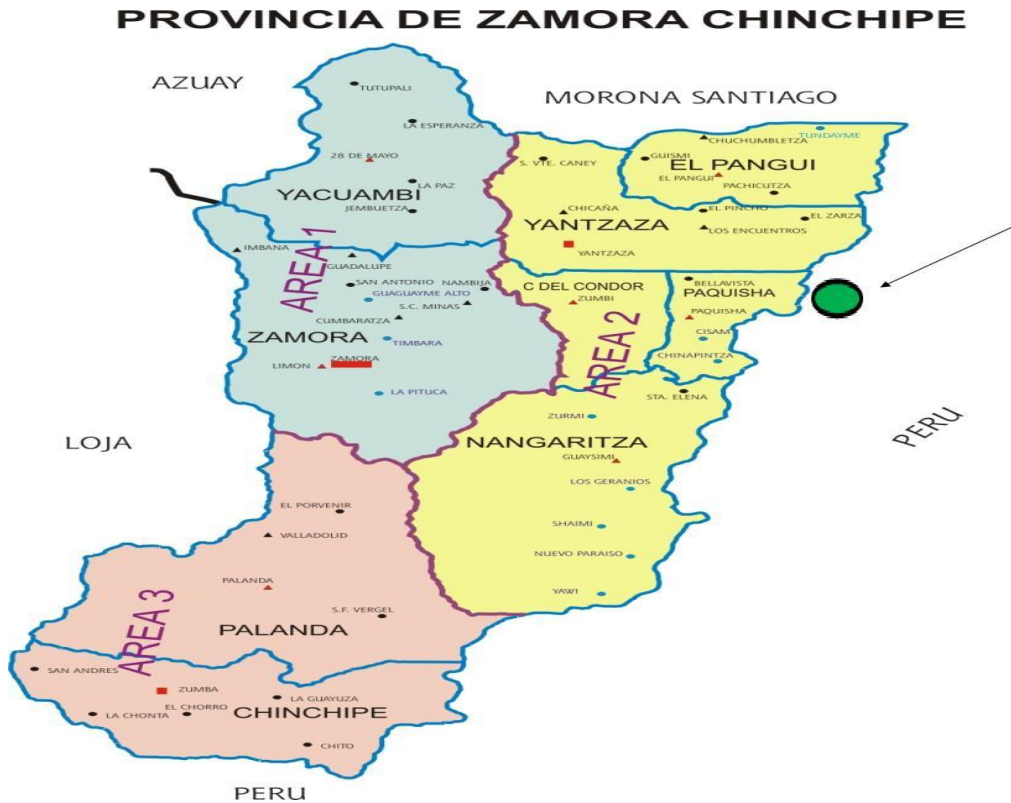 PROVINCIA DE ZAMORA CHINCHIPE
AZUAY
MORONA SANTIAGO
TUTUPALI
LA ESPERANZA
28 DE MAYO
LA PAZ
YACUAMBI
JEMBUETZA
TUNDAYME
CHUCHUMBLETZA
S. VTE. CANEY
GUISMI
EL PANGUI
EL PANGUI
PACHICUTZA
CHICAÑA
EL PINCHO
EL ZARZA
YANTZAZA
LOS ENCUENTROS
YANTZAZA
AREA 1
IMBANA
GUADALUPE
SAN ANTONIO
NAMBIJA
GUAGUAYME ALTO
S.C. MINAS
CUMBARATZA
ZAMORA
TIMBARA
LIMON
ZAMORA
LA PITUCA
C DEL CONDOR
ZUMBI
BELLAVISTA
PAQUISHA
PAQUISHA
CISAM
CHINAPINTZA
AREA 2
STA. ELENA
ZURMI
NANGARITZA
GUAYSIMI
LOS GERANIOS
SHAIMI
NUEVO PARAISO
YAWI
LOJA
PERU
EL PORVENIR
VALLADOLID
PALANDA
S.F. VERGEL
PALANDA
AREA 3
SAN ANDRES
ZUMBA
LA GUAYUZA
LA CHONTA
EL CHORRO
CHINCHIPE
CHITO
PERU